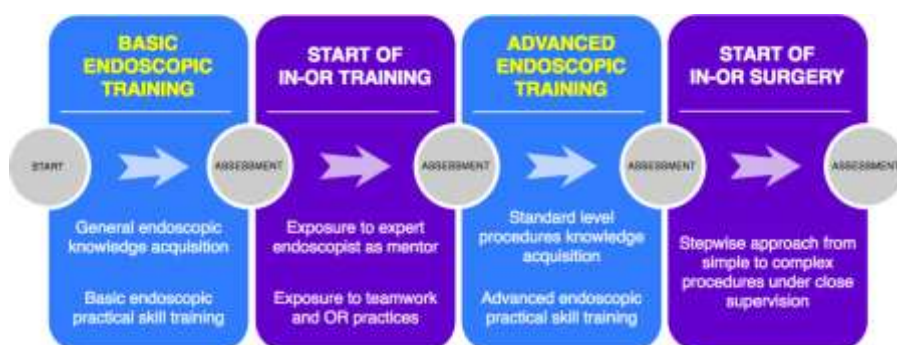 BASIC
ENDOSCOPIC
TRAINING
START OF
IN-OR TRAINING
ADVANCED
ENDOSCOPIC
TRAINING
START OF
IN-OR SURGERY
START
ASSESSMENT
ASSESSMENT
ASSESSMENT
ASSESSMENT
General endoscopic
knowledge acquisition
Basic endoscopic
practical skill training
Exposure to expert
endoscopist as mentor
Exposure to teamwork
and OR practices
Standard level
procedures knowledge
acquisition
Advanced endoscopic
practical skill training
Stepwise approach from
simple to complex
procedures under close
supervision